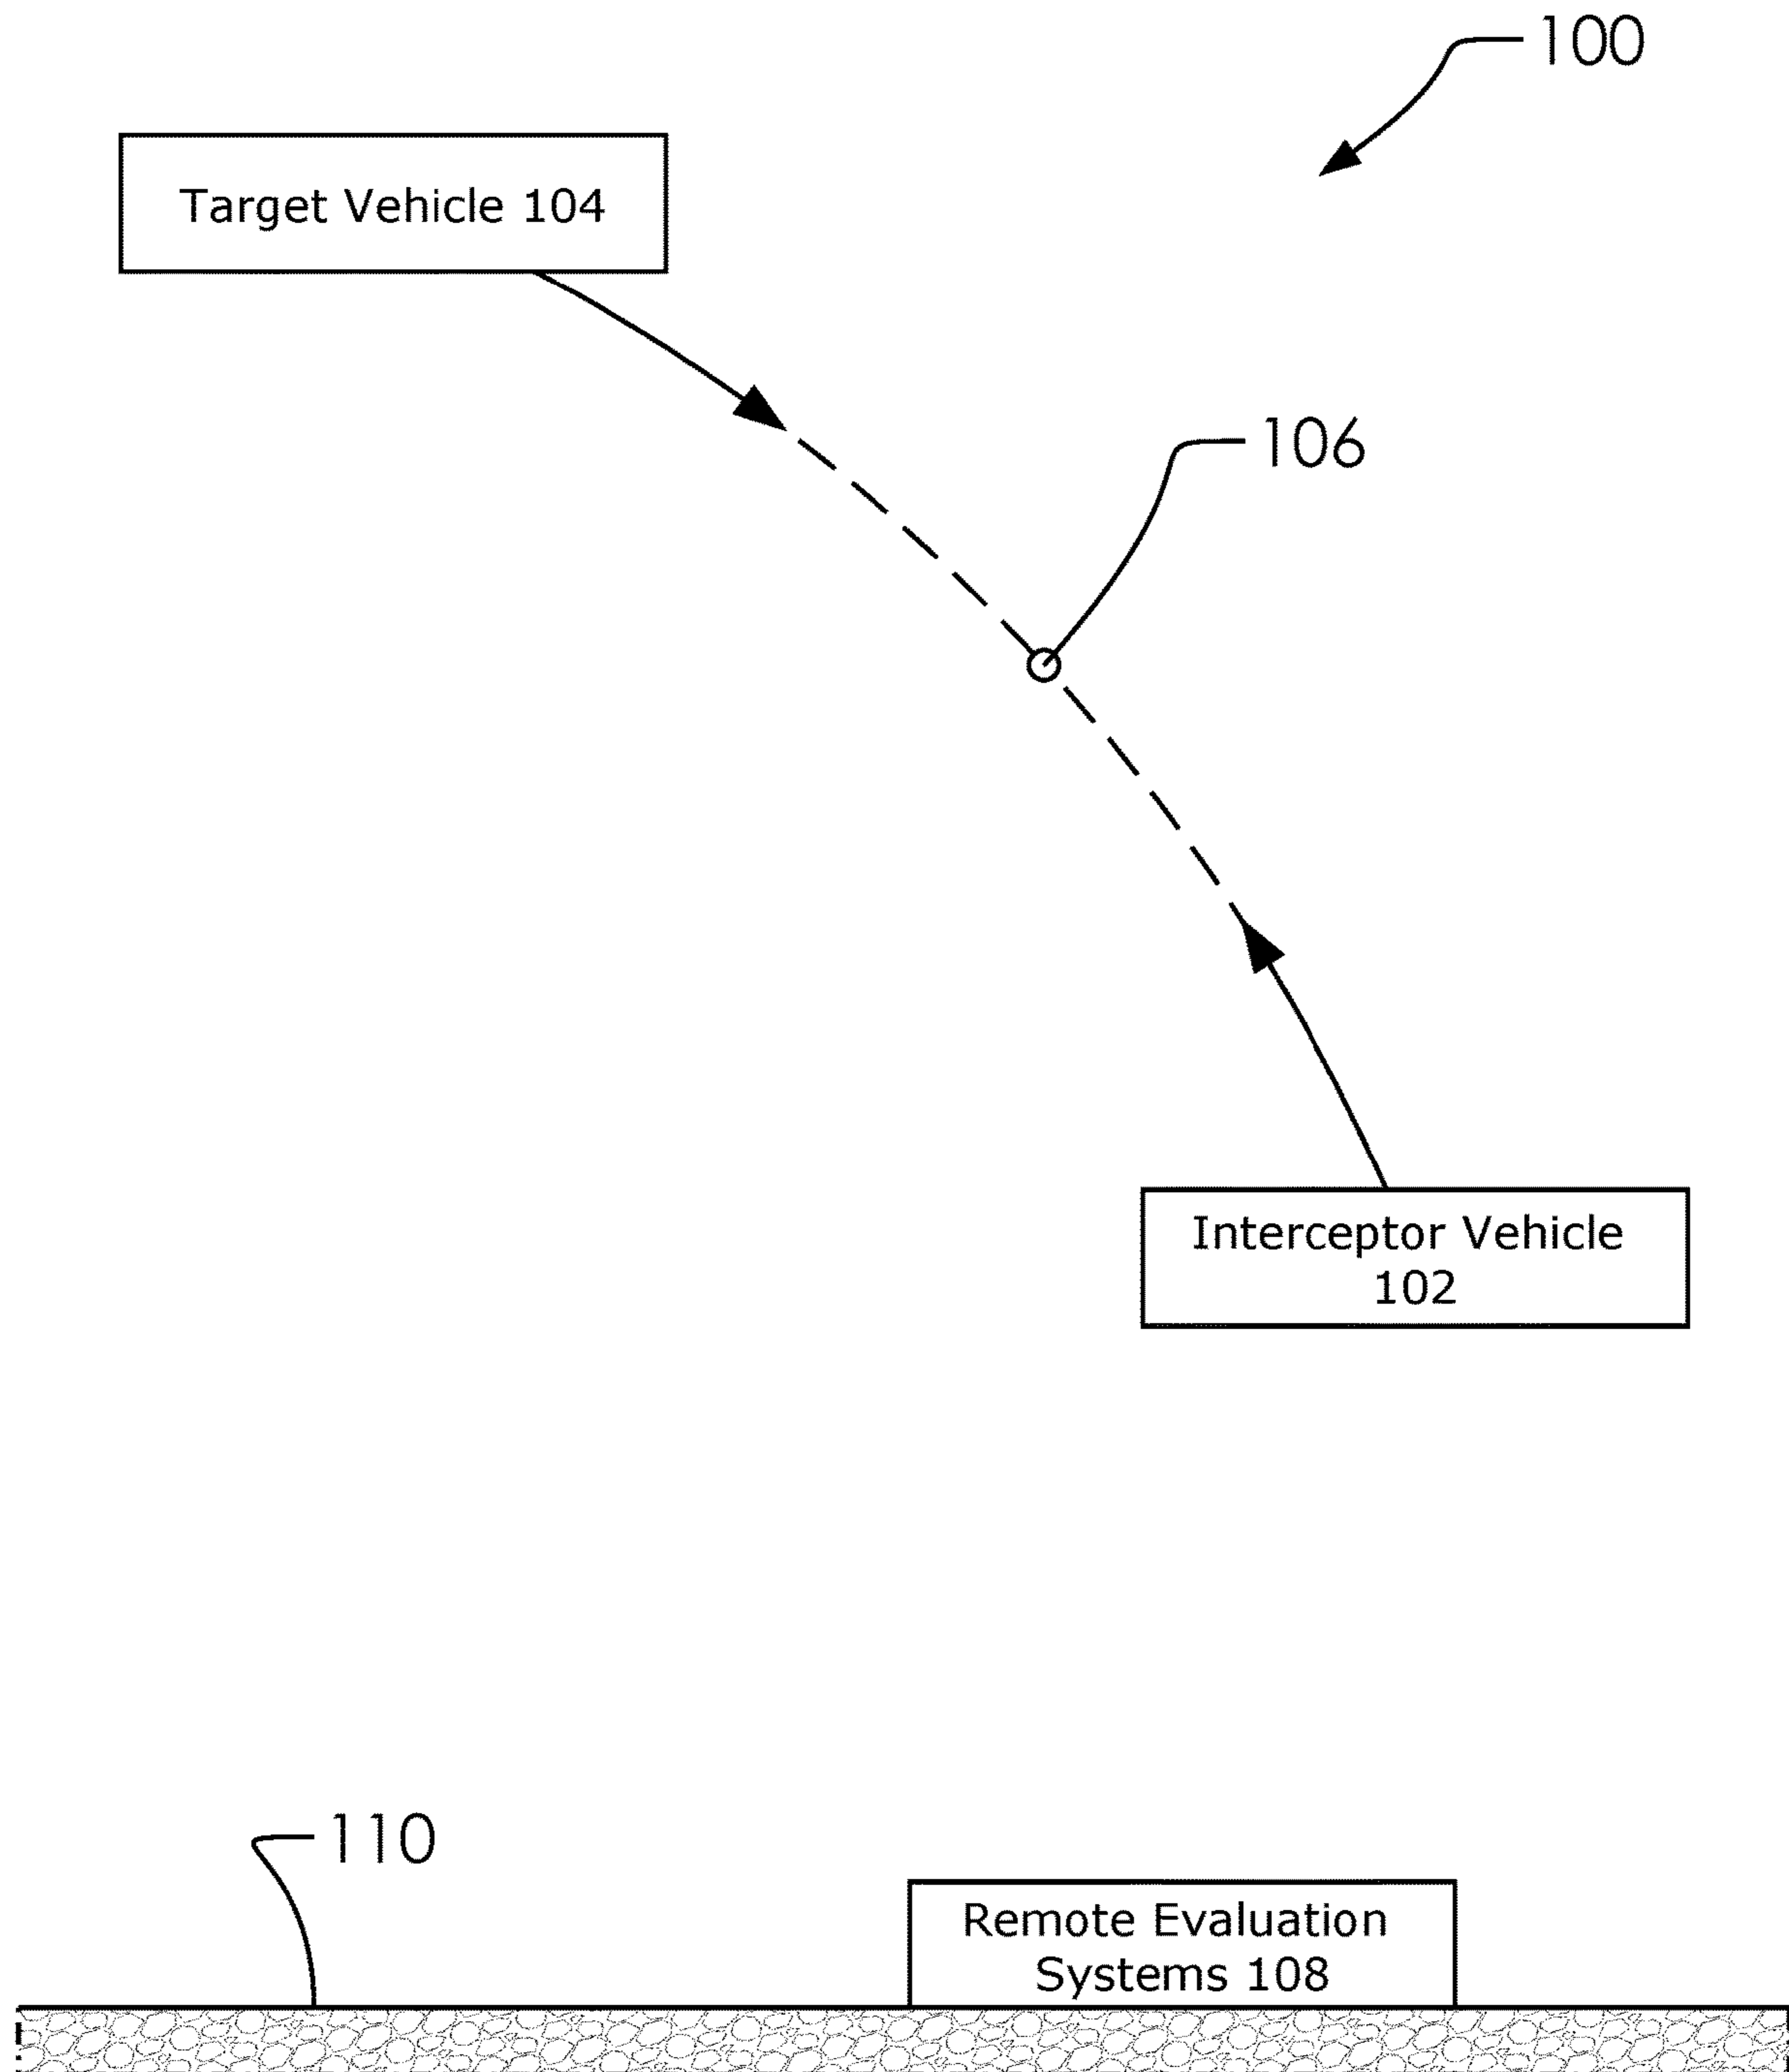 100
Target Vehicle 104
106
Interceptor Vehicle
102
110
Remote Evaluation
Systems 108